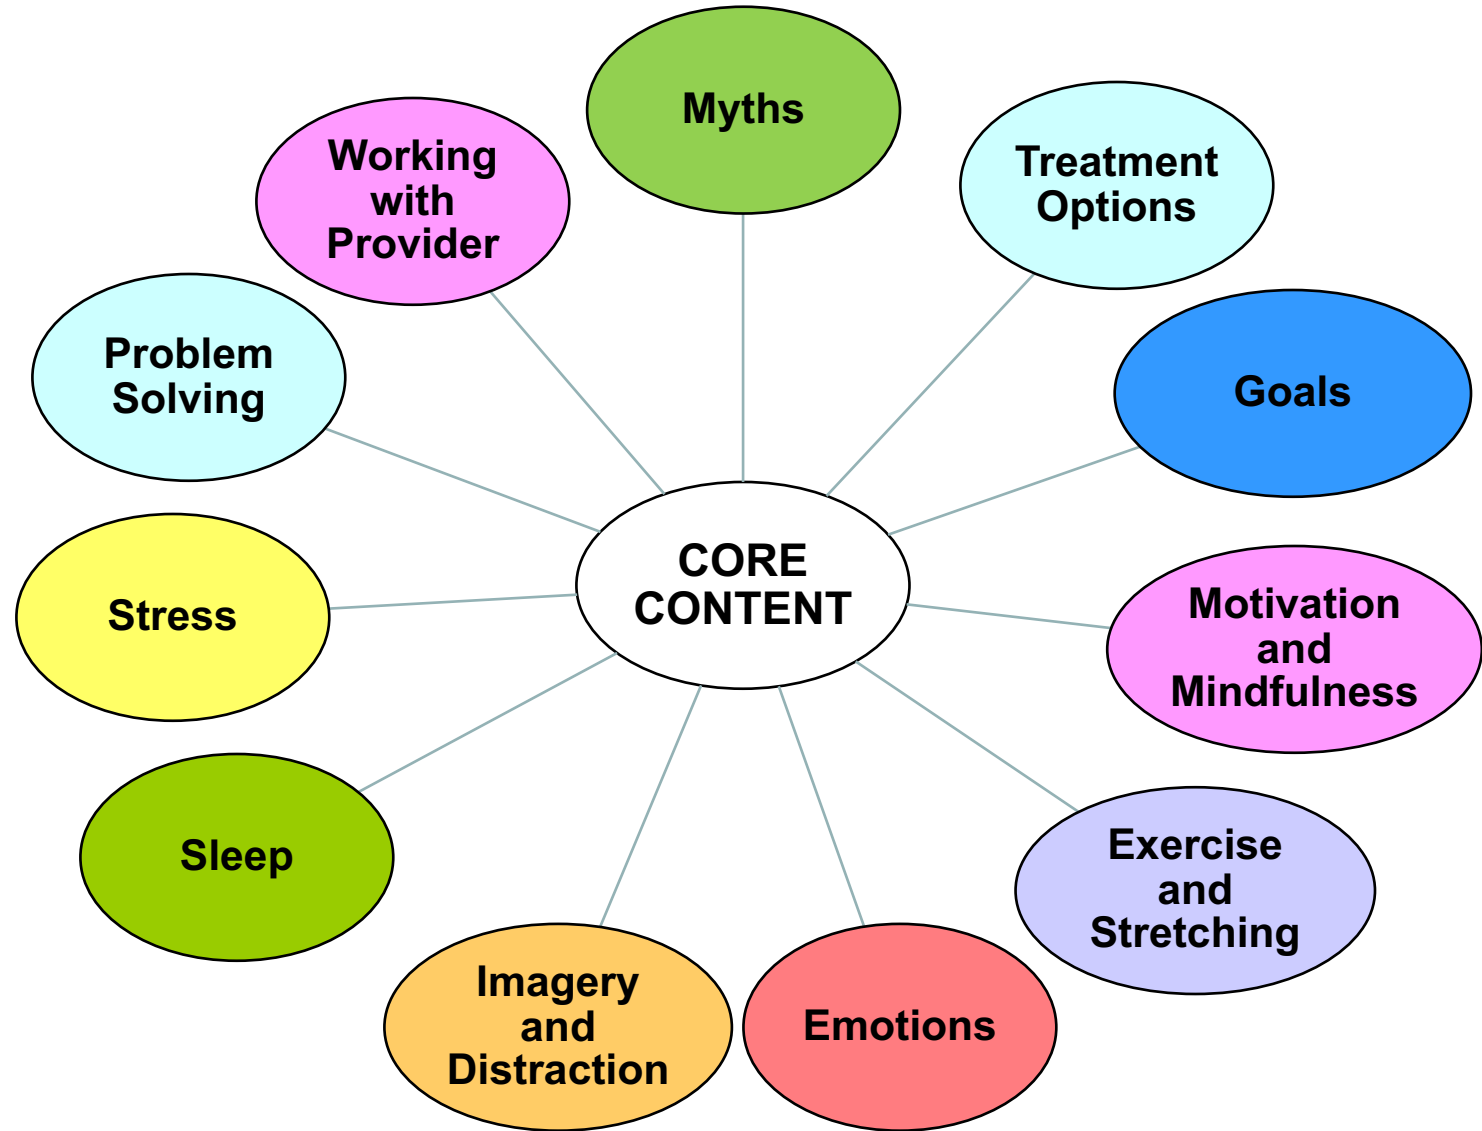 Myths
Treatment
Options
Goals
Motivation
and
Mindfulness
Exercise
and
Stretching
Emotions
Imagery
and
Distraction
Sleep
Stress
Problem
Solving
Working
with
Provider
CORE
CONTENT